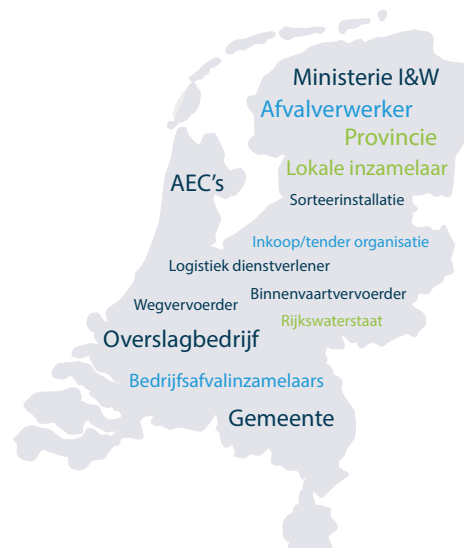 Ministerie I&W
Afvalverwerker
Provincie
Lokale inzamelaar
AEC's
Sorteerinstallatie
Inkoop/tender organisatie
Logistiek dienstverlener
Binnenvaartvervoerder
Wegvervoerder
Rijkswaterstaat
Overslagbedrijf
Bedrijfsafvalinzamelaars
Gemeente